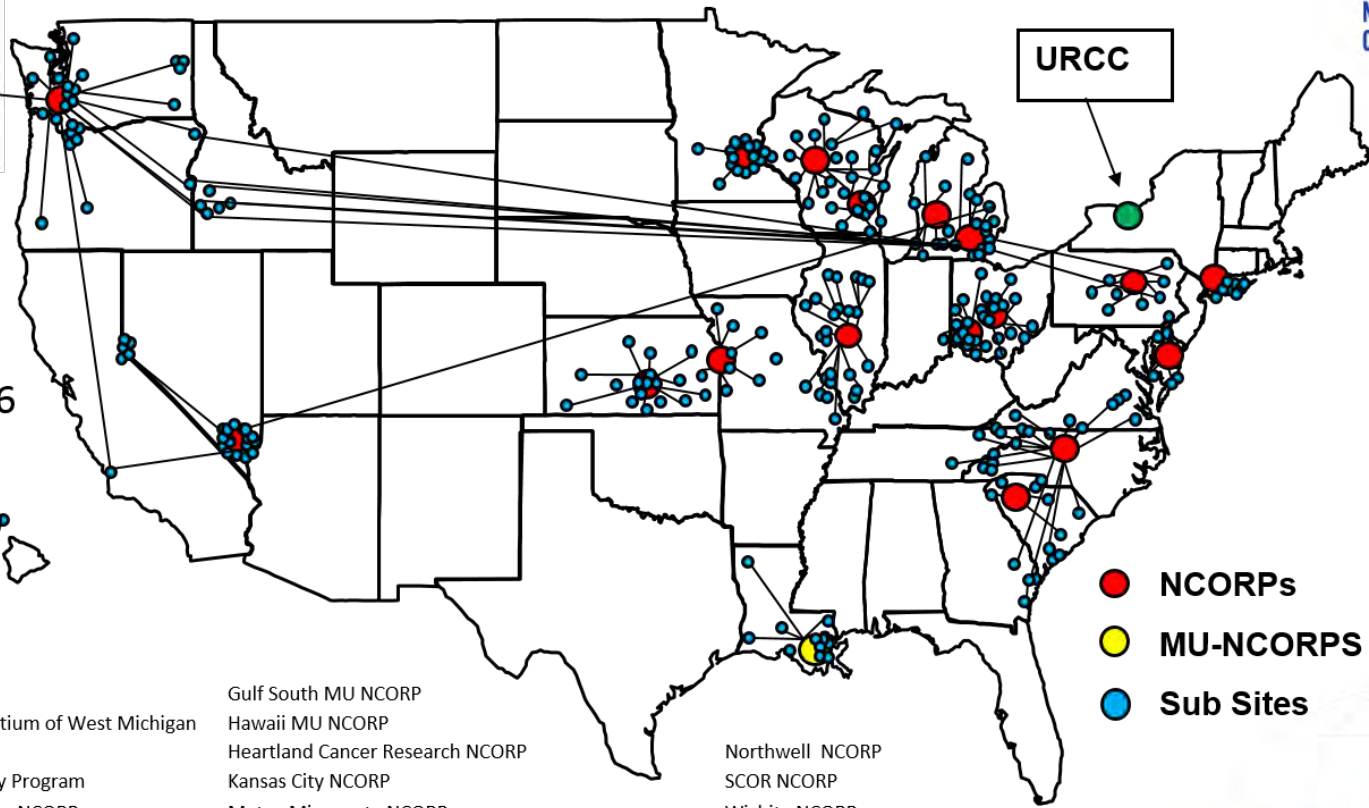 URCC
6
NCORPs
MU-NCORPS
Sub Sites
Gulf South MU NCORP
tium of West Michigan
Hawaii MU NCORP
Heartland Cancer Research NCORP
Northwell NCORP
y Program
Kansas City NCORP
SCOR NCORP
NCORP